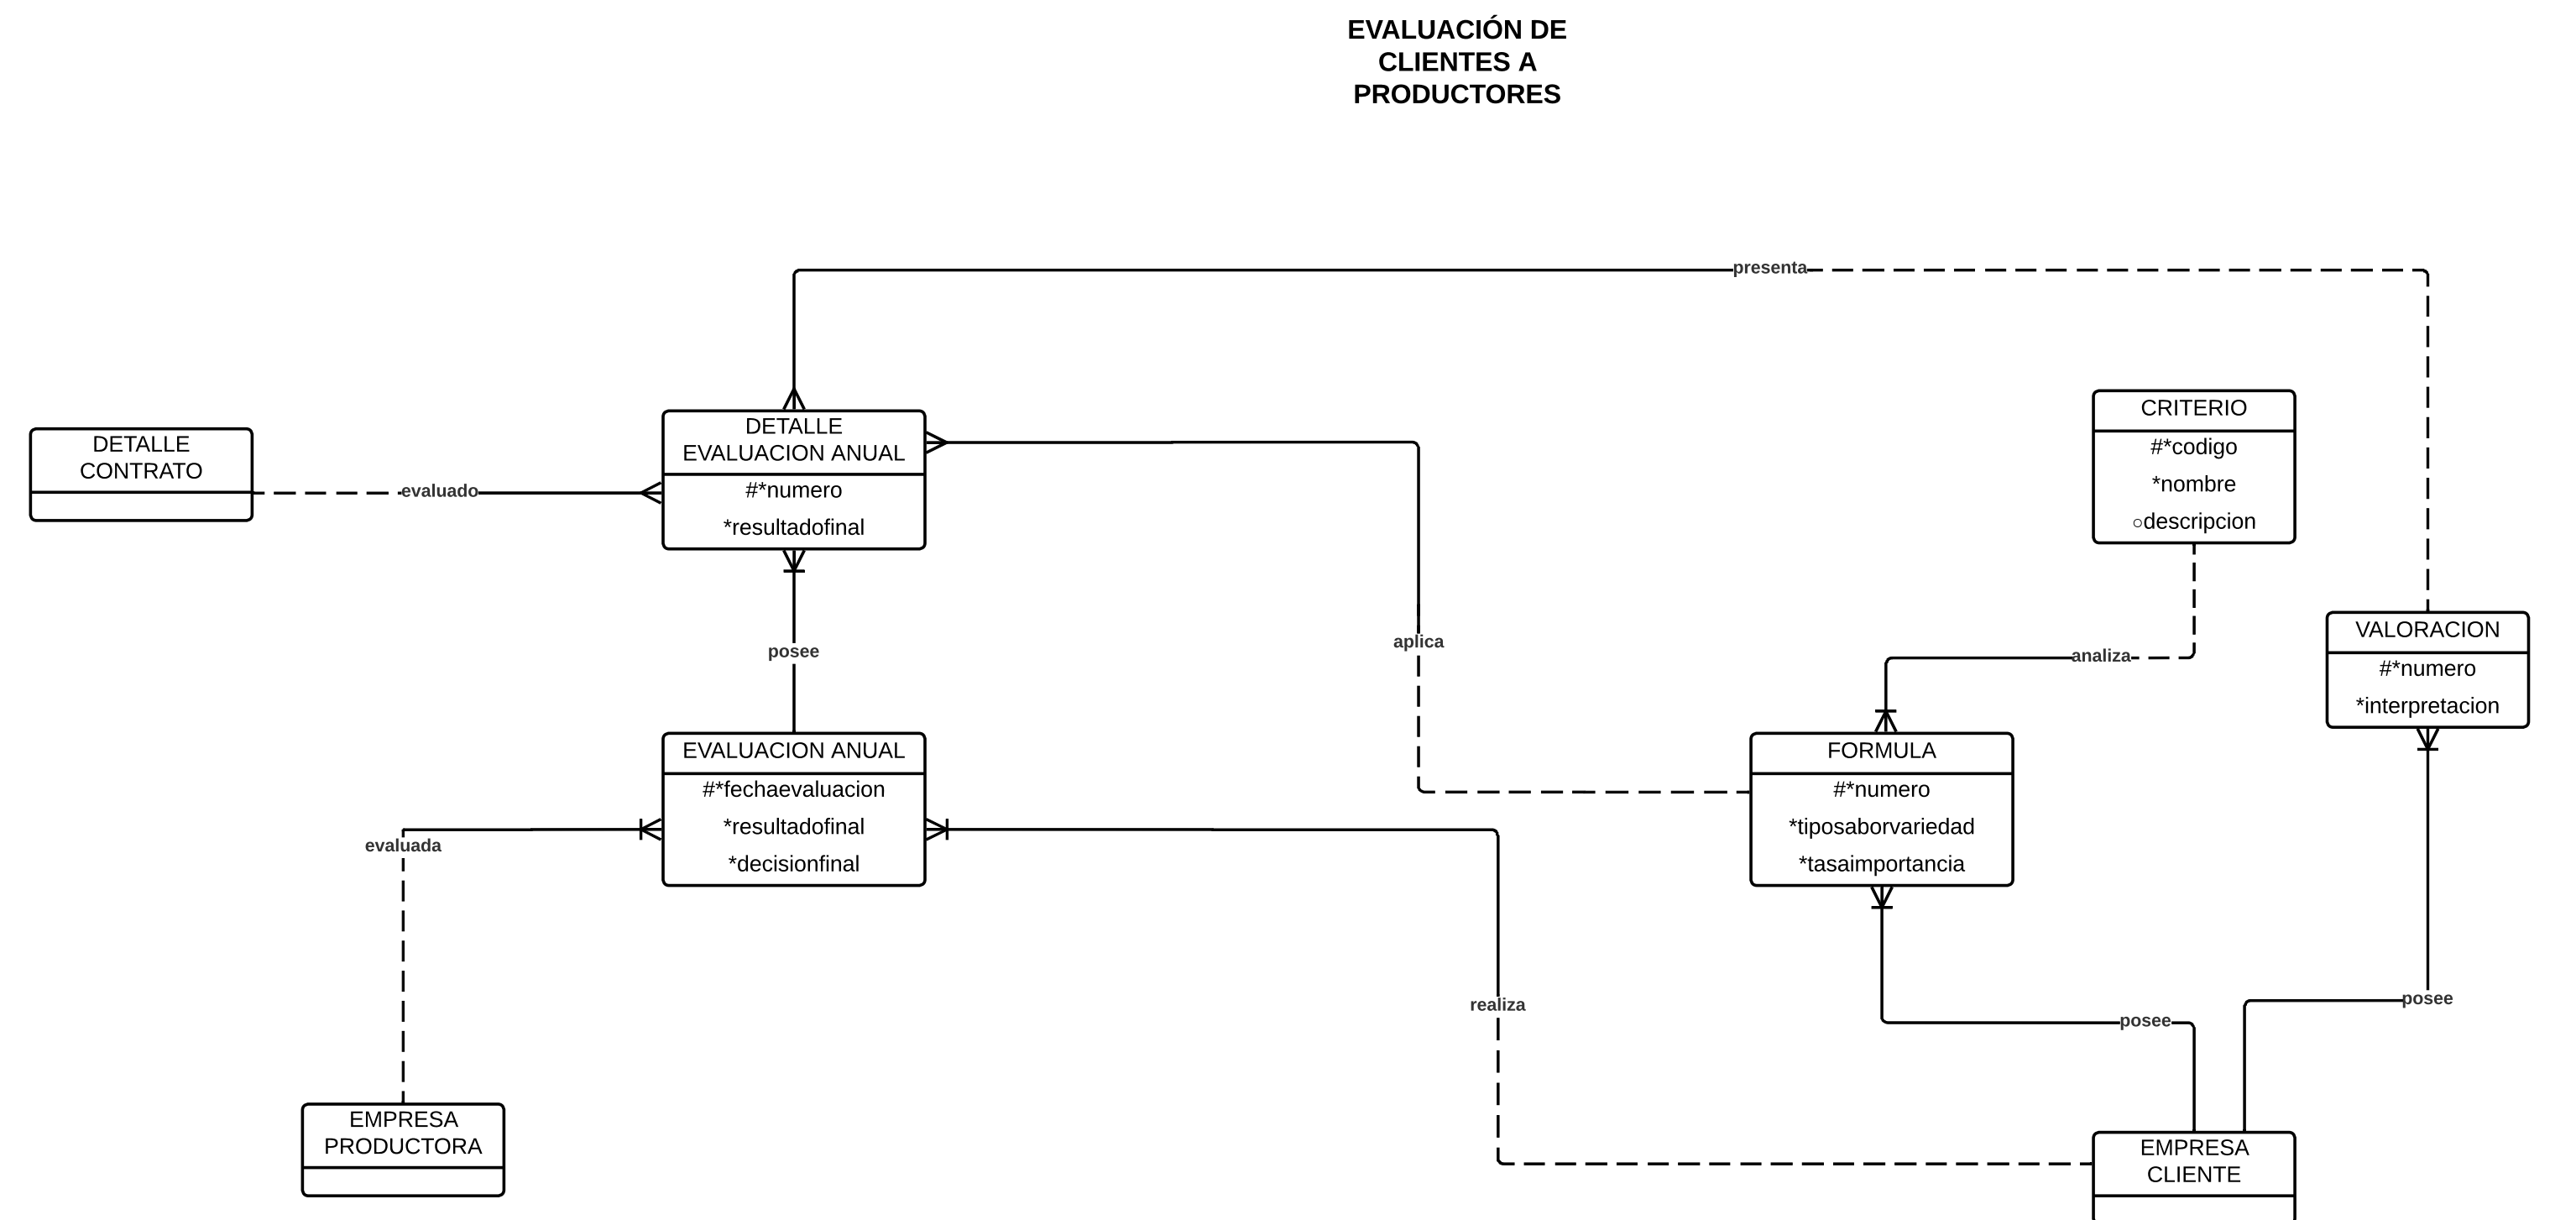 EVALUACIÓN DE
CLIENTES A
PRODUCTORES
presenta
DETALLE
CONTRATO
evaluado
DETALLE
EVALUACION ANUAL
#*numero
*resultadofinal
CRITERIO
#*codigo
*nombre
○descripcion
aplica
analiza
VALORACION
#*numero
*interpretacion
posee
EVALUACION ANUAL
#*fechaevaluacion
*resultadofinal
*decisionfinal
evaluada
FORMULA
#*numero
*tiposaborvariedad
*tasaimportancia
realiza
posee
posee
EMPRESA
PRODUCTORA
EMPRESA
CLIENTE